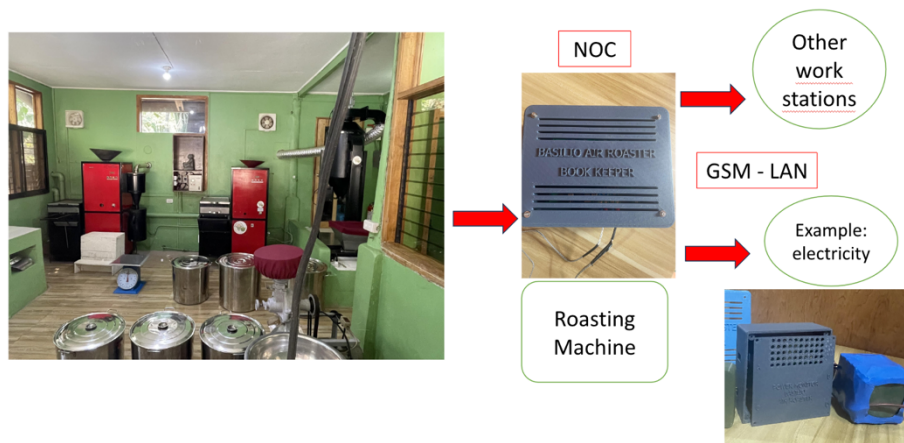 NOC
Other
work
stations
BASILIO AIR ROASTER
BOOK KEEPER
GSM - LAN
Example:
electricity
Roasting
Machine